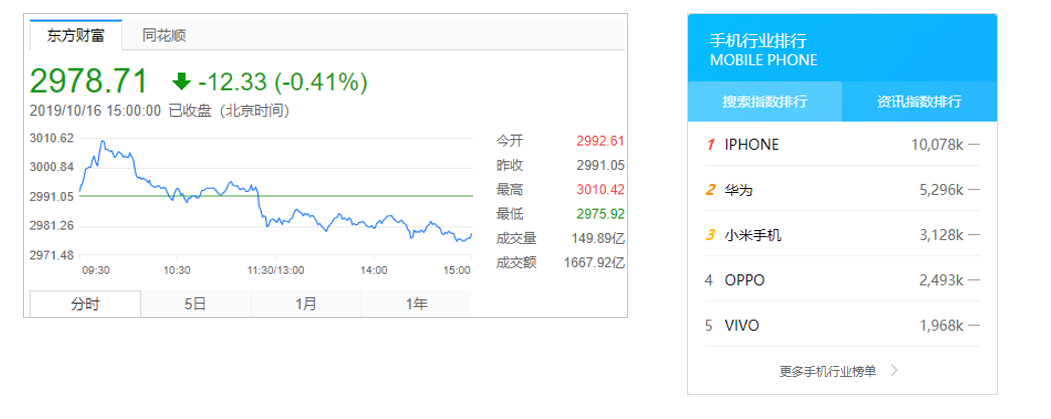 东方财富 同花顺
2978.71 -12.33 (-0.41%)
2019/10/16 15:00:00 已收盘（北京时间）
3010.62
3000.84
2991.05
2981.26
2971.48
09:30 10:30 11:30/13:00 14:00 15:00
今开 2992.61
昨收 2991.05
最高 3010.42
最低 2975.92
成交量 149.89亿
成交额 1667.92亿
分时 5日 1月 1年
手机行业排行
MOBILE PHONE
搜索指数排行 资讯指数排行
1 IPHONE 10,078k —
2 华为 5,296k —
3 小米手机 3,128k —
4 OPPO 2,493k —
5 VIVO 1,968k —
更多手机行业榜单 >